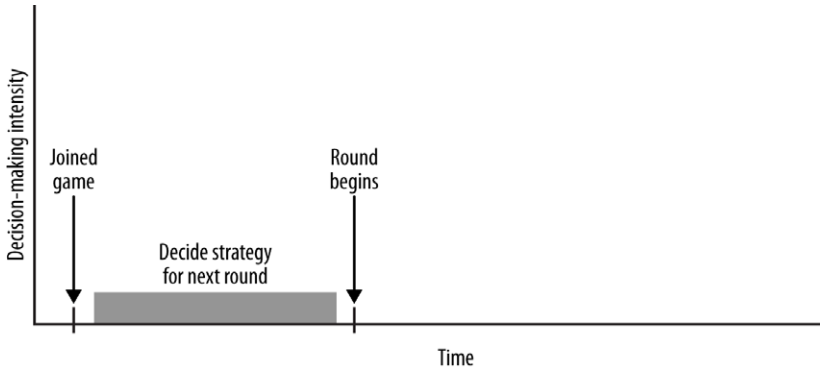 Decision-making intensity
Joined
game
Round
begins
Decide strategy
for next round
Time